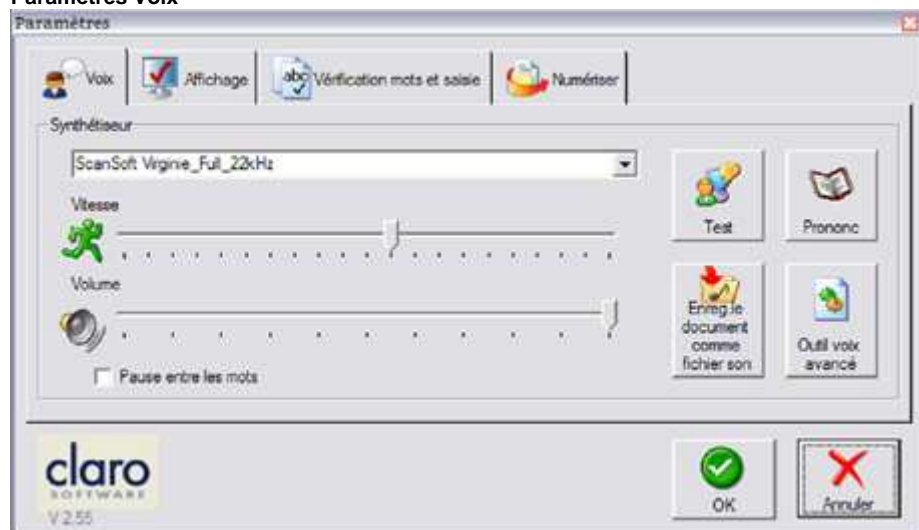 Paramètres Voix
Paramètres
Voix
Affichage
abc
Vérification mots et saisie
Numériser
Synthétiseur
ScanSoft Virginie_Full_22kHz
Vitesse
Test
Prononc
Volume
Enreg.le
document
comme
fichier son
Outil voix
avancé
Pause entre les mots
claro
SOFTWARE
V 2.55
OK
Annuler